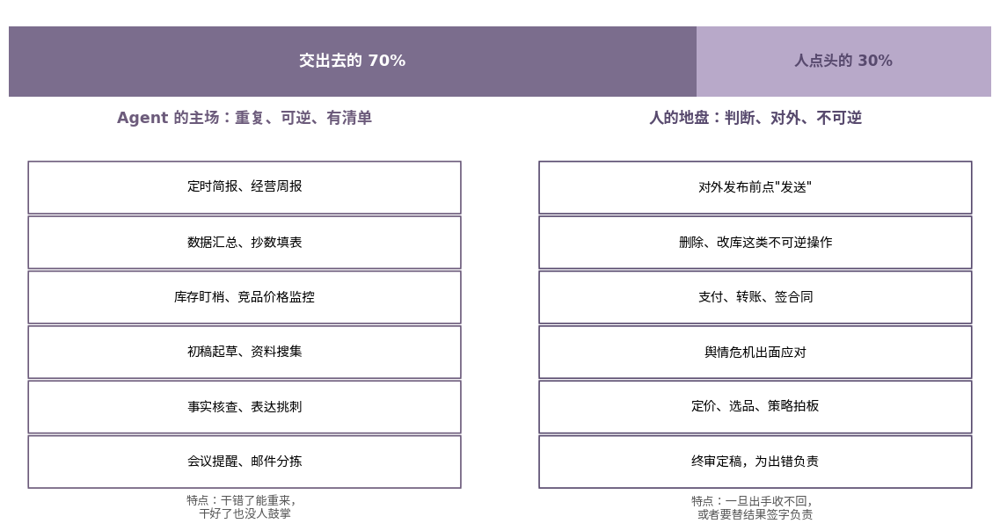 交出去的 70%
人点头的 30%
Agent 的主场：重复、可逆、有清单
人的地盘：判断、对外、不可逆
定时简报、经营周报
数据汇总、抄数填表
库存盯梢、竞品价格监控
初稿起草、资料搜集
事实核查、表达挑刺
会议提醒、邮件分拣
特点：干错了能重来，
干好了也没人鼓掌
对外发布前点"发送"
删除、改库这类不可逆操作
支付、转账、签合同
舆情危机出面应对
定价、选品、策略拍板
终审定稿，为出错负责
特点：一旦出手收不回，
或者要替结果签字负责